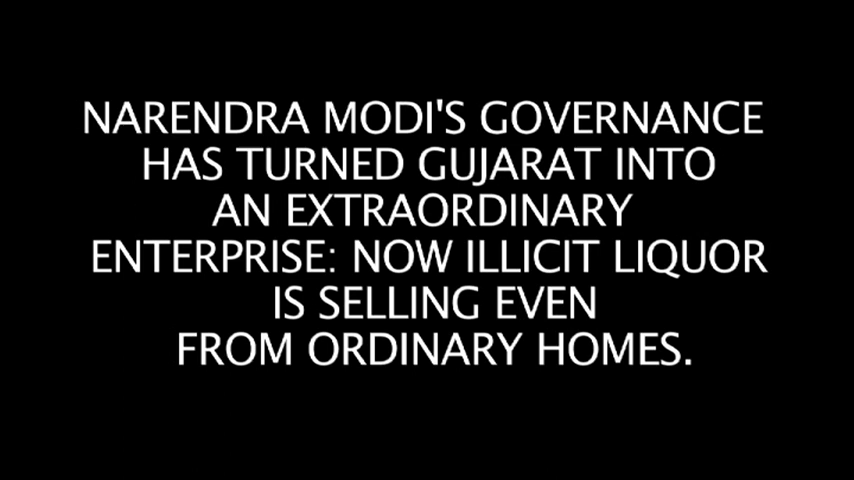 NARENDRA MODI'S GOVERNANCE
HAS TURNED GUJARAT INTO
AN EXTRAORDINARY
ENTERPRISE: NOW ILLICIT LIQUOR
IS SELLING EVEN
FROM ORDINARY HOMES.